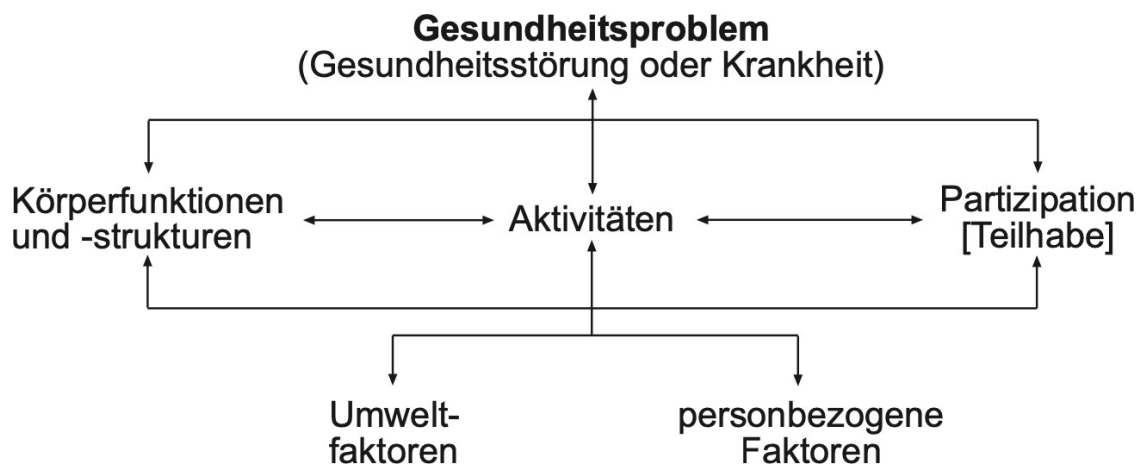 Gesundheitsproblem
(Gesundheitsstörung oder Krankheit)
Körperfunktionen
und -strukturen
Aktivitäten
Partizipation
[Teilhabe]
Umwelt-
faktoren
personbezogene
Faktoren